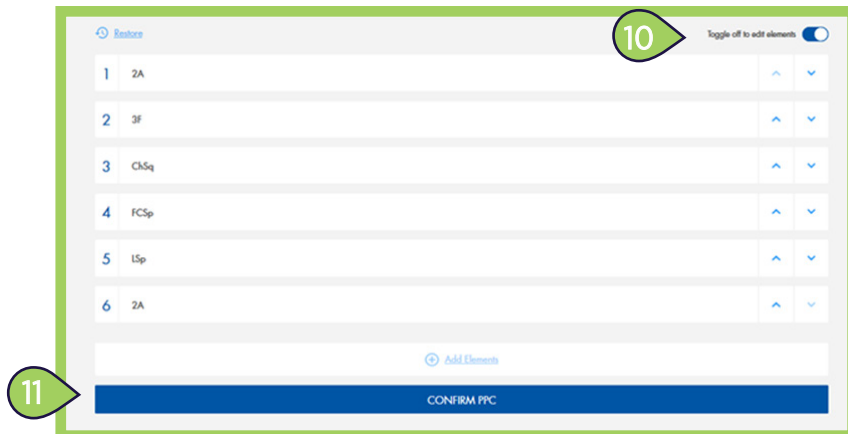 Restore
10
Toggle off to edit elements
1 2A
2 3F
3 ChSq
4 FCSp
5 LSp
6 2A
Add Elements
11
CONFIRM PPC